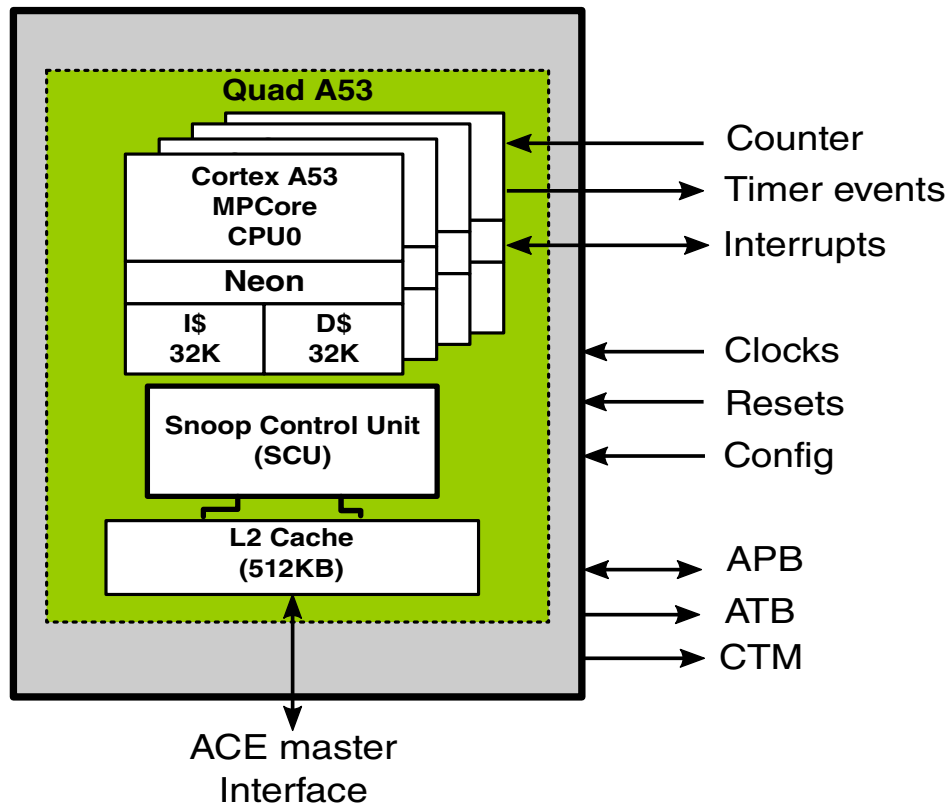 Quad A53
Cortex A53
MPCore
CPU0
Neon
I$
32K
D$
32K
Snoop Control Unit
(SCU)
L2 Cache
(512KB)
Counter
Timer events
Interrupts
Clocks
Resets
Config
APB
ATB
CTM
ACE master
Interface